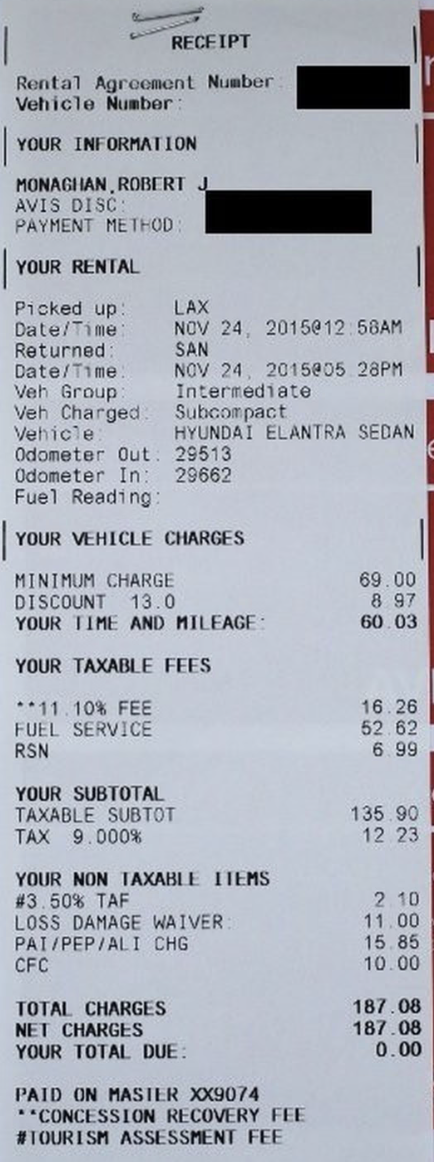 RECEIPT
Rental Agreement Number:
Vehicle Number:
YOUR INFORMATION
MONAGHAN,ROBERT J
AVIS DISC:
PAYMENT METHOD:
YOUR RENTAL
Picked up: LAX
Date/Time: NOV 24, 2015@12:58AM
Returned: SAN
Date/Time: NOV 24, 2015@05:28PM
Veh Group: Intermediate
Veh Charged: Subcompact
Vehicle: HYUNDAI ELANTRA SEDAN
Odometer Out: 29513
Odometer In: 29662
Fuel Reading:
YOUR VEHICLE CHARGES
MINIMUM CHARGE 69.00
DISCOUNT 13.0 8.97
YOUR TIME AND MILEAGE: 60.03
YOUR TAXABLE FEES
**11.10% FEE 16.26
FUEL SERVICE 52.62
RSN 6.99
YOUR SUBTOTAL
TAXABLE SUBTOT 135.90
TAX 9.000% 12.23
YOUR NON TAXABLE ITEMS
#3.50% TAF 2.10
LOSS DAMAGE WAIVER: 11.00
PAI/PEP/ALI CHG 15.85
CFC 10.00
TOTAL CHARGES 187.08
NET CHARGES 187.08
YOUR TOTAL DUE: 0.00
PAID ON MASTER XX9074
**CONCESSION RECOVERY FEE
#TOURISM ASSESSMENT FEE